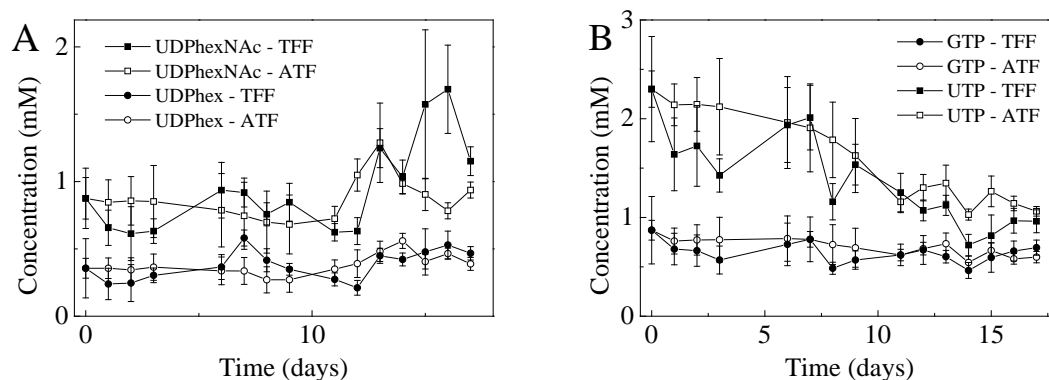 A
UDPhexNAc - TFF
UDPhexNAc - ATF
UDPhex - TFF
UDPhex - ATF
Concentration (mM)
2
1
0
0
10
Time (days)
B
GTP - TFF
GTP - ATF
UTP - TFF
UTP - ATF
Concentration (mM)
3
2
1
0
0
5
10
15
Time (days)